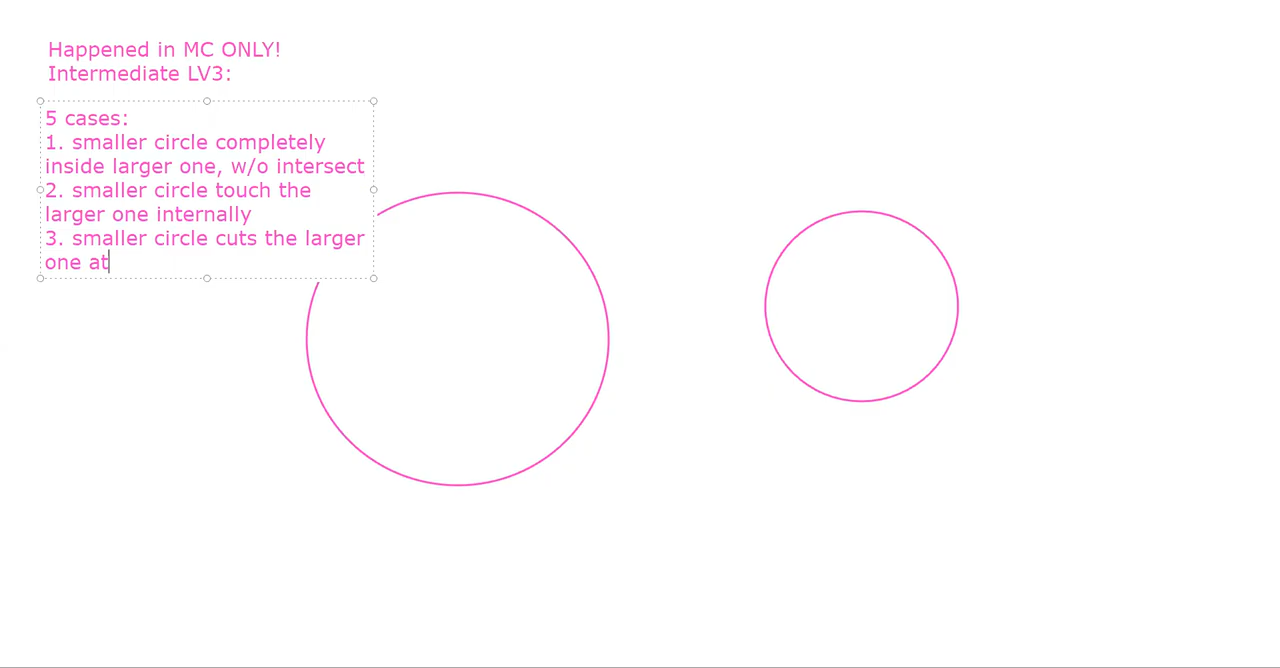 Happened in MC ONLY!
Intermediate LV3:
5 cases:
1. smaller circle completely
inside larger one, w/o intersect
2. smaller circle touch the
larger one internally
3. smaller circle cuts the larger
one at